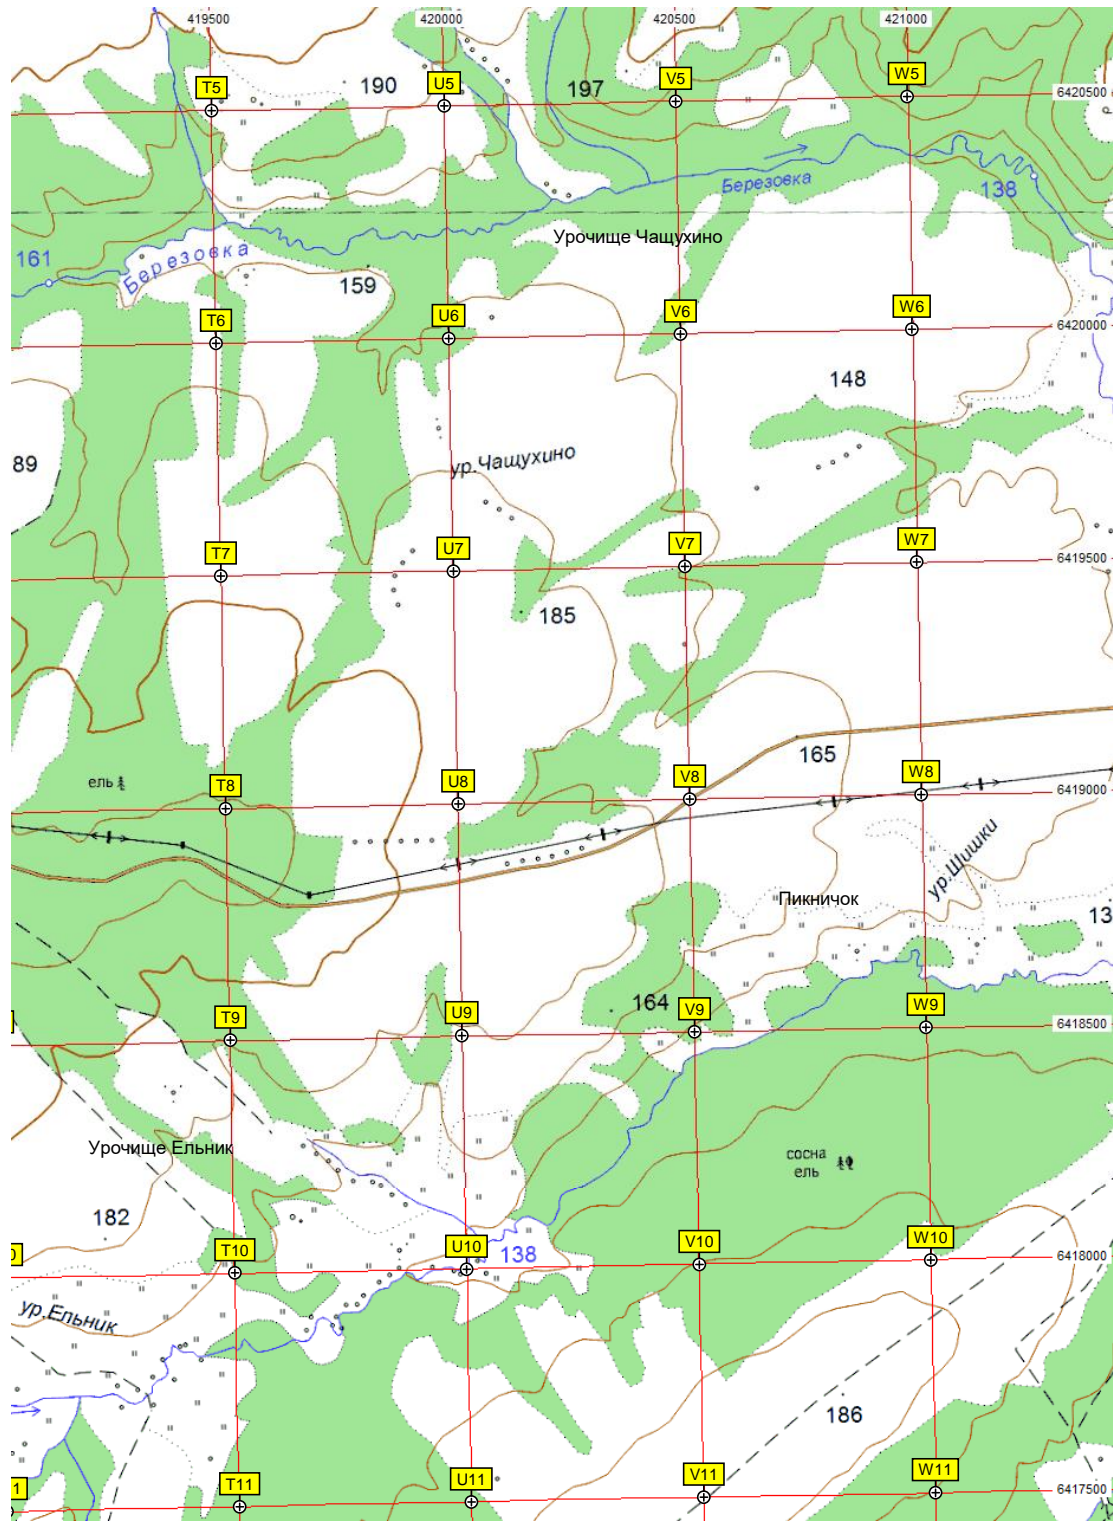 419500 420000 420500 421000
T5 190 U5 197 V5 W5
6420500
Березовка 138
Урочище Чащухино
161 Березовка
159
T6 U6 V6 W6
6420000
148
89 ур.Чащухино
T7 U7 V7 W7
6419500
185
165
ель T8 U8 V8 W8
6419000
ур.Шишки
Пикничок
13
164
T9 U9 V9 W9
6418500
Урочище Ельник
сосна
ель
182
T10 U10 138 V10 W10
6418000
ур.Ельник
186
1 T11 U11 V11 W11
6417500